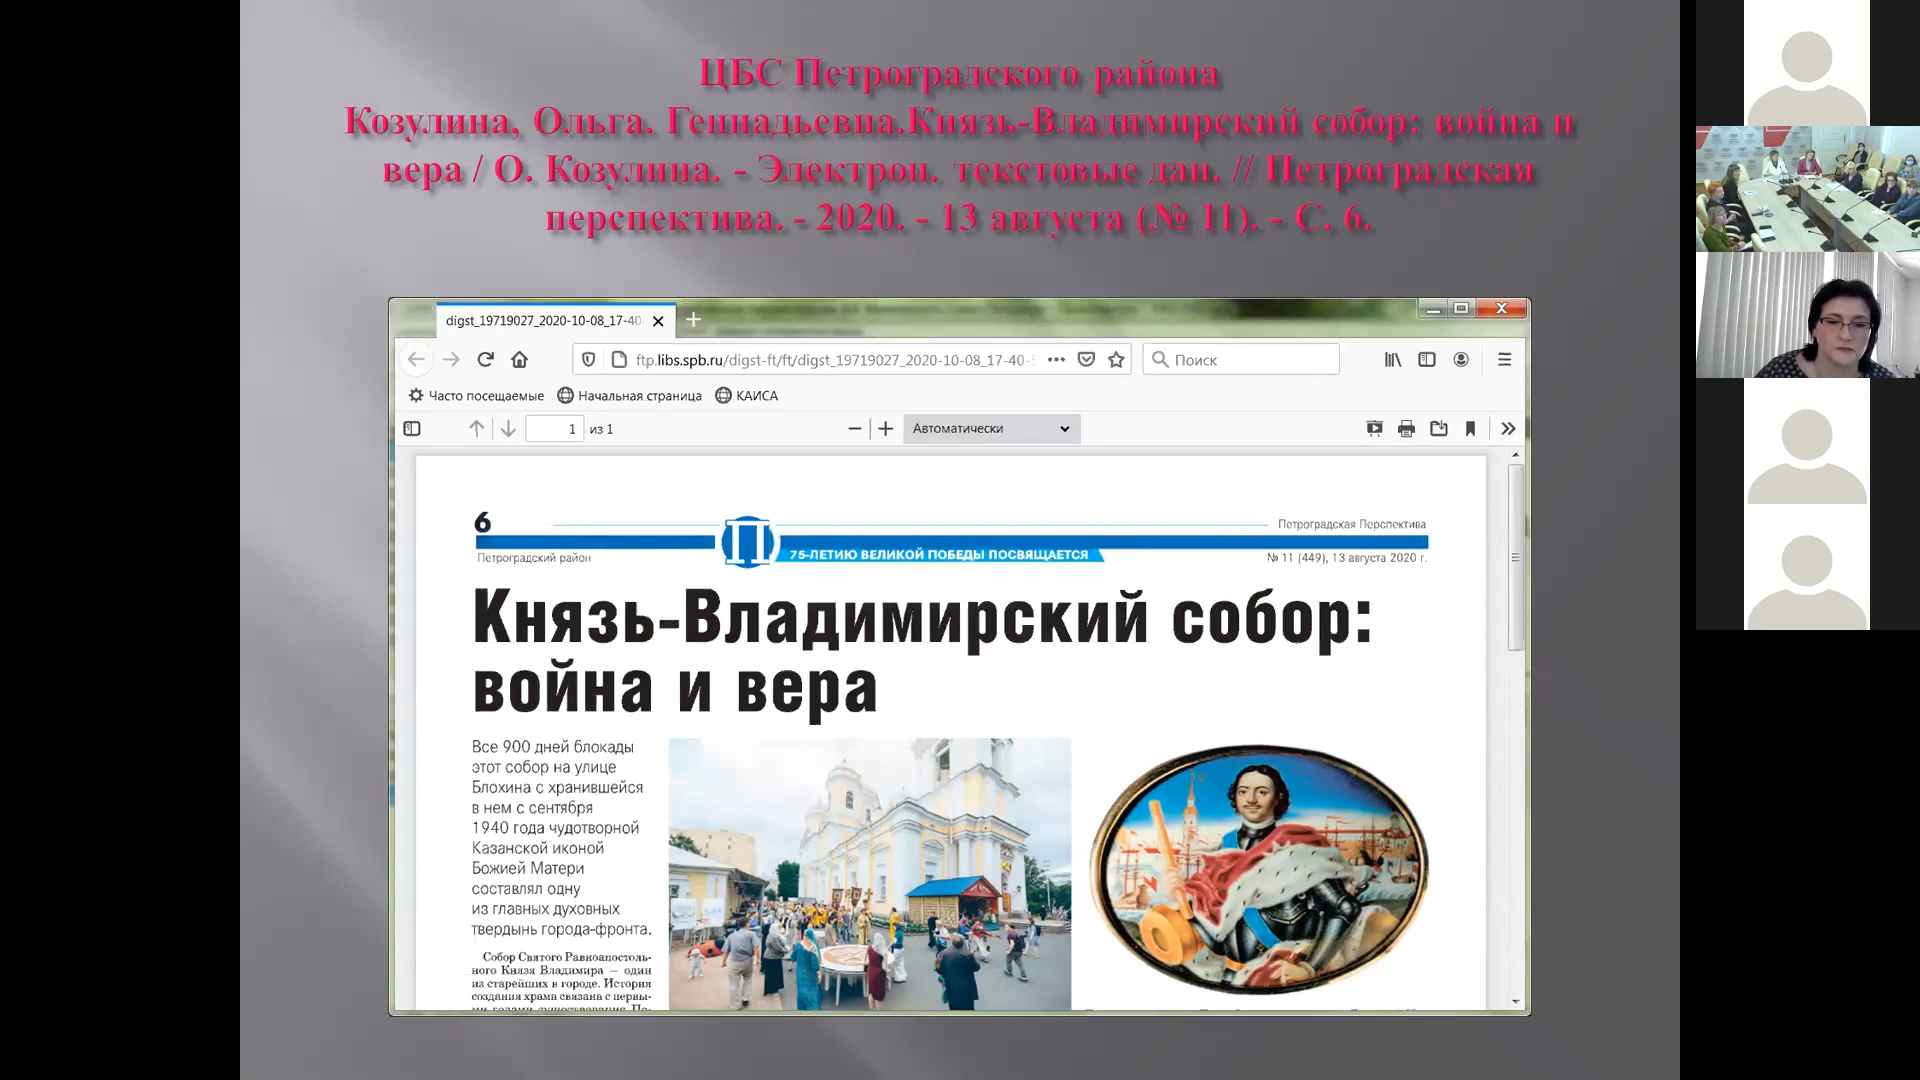 ЦБС Петроградского района
Козулина, Ольга. Геннадьевна.Князь-Владимирский собор: война и
вера / О. Козулина. - Электрон. текстовые дан. // Петроградская
перспектива. - 2020. - 13 августа (№ 11). - С. 6.
digst_19719027_2020-10-08_17-40
ftp.libs.spb.ru/digst-ft/ft/digst_19719027_2020-10-08_17-40-
Поиск
Часто посещаемые
Начальная страница
КАИСА
1 из 1
Автоматически
6
П
Петроградская Перспектива
Петроградский район
75-ЛЕТИЮ ВЕЛИКОЙ ПОБЕДЫ ПОСВЯЩАЕТСЯ
№ 11 (449), 13 августа 2020 г.
Князь-Владимирский собор:
война и вера
Все 900 дней блокады
этот собор на улице
Блохина с хранившейся
в нем с сентября
1940 года чудотворной
Казанской иконой
Божией Матери
составлял одну
из главных духовных
твердынь города-фронта.
Собор Святого Равноапостоль-
ного Князя Владимира — один
из старейших в городе. История
создания храма связана с первы-